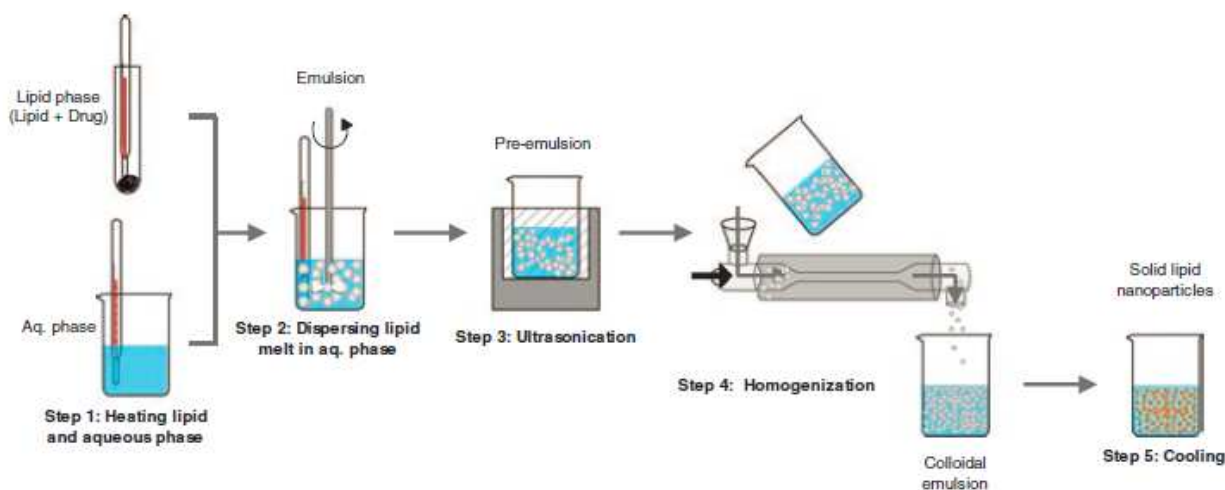 Lipid phase
(Lipid + Drug)
Aq. phase
Step 1: Heating lipid
and aqueous phase
Emulsion
Step 2: Dispersing lipid
melt in aq. phase
Pre-emulsion
Step 3: Ultrasonication
Step 4: Homogenization
Colloidal
emulsion
Solid lipid
nanoparticles
Step 5: Cooling